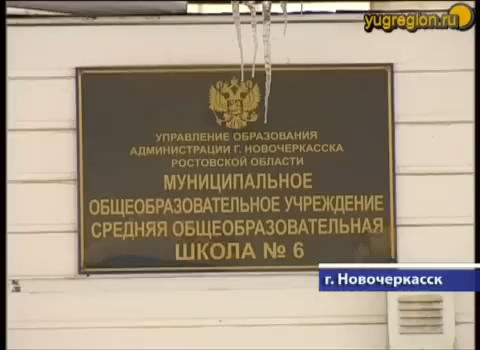 yugregion.ru
УПРАВЛЕНИЕ ОБРАЗОВАНИЯ
АДМИНИСТРАЦИИ Г. НОВОЧЕРКАССКА
РОСТОВСКОЙ ОБЛАСТИ
МУНИЦИПАЛЬНОЕ
ОБЩЕОБРАЗОВАТЕЛЬНОЕ УЧРЕЖДЕНИЕ
СРЕДНЯЯ ОБЩЕОБРАЗОВАТЕЛЬНАЯ
ШКОЛА № 6
г. Новочеркасск